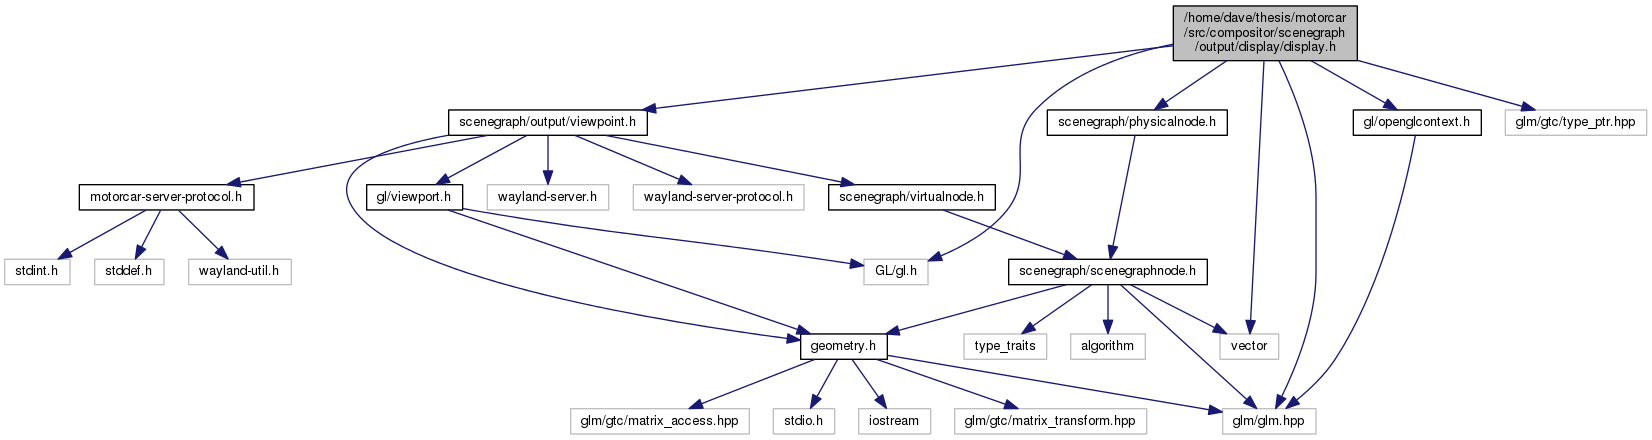 /home/dave/thesis/motorcar
/src/compositor/scenegraph
/output/display/display.h
scenegraph/output/viewpoint.h
scenegraph/physicalnode.h
gl/openglcontext.h
glm/gtc/type_ptr.hpp
motorcar-server-protocol.h
gl/viewport.h
wayland-server.h
wayland-server-protocol.h
scenegraph/virtualnode.h
stdint.h
stddef.h
wayland-util.h
GL/gl.h
scenegraph/scenegraphnode.h
geometry.h
type_traits
algorithm
vector
glm/gtc/matrix_access.hpp
stdio.h
iostream
glm/gtc/matrix_transform.hpp
glm/glm.hpp